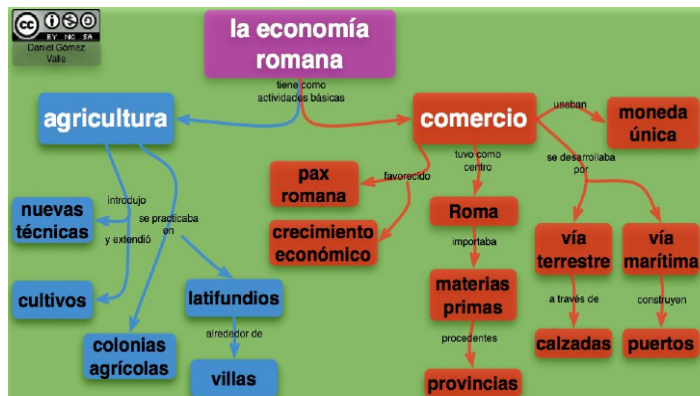 CC BY NC SA
Daniel Gómez
Valle
la economía
romana
tiene como
actividades básicas
agricultura
introdujo
nuevas
técnicas
y extendió
cultivos
se practicaba
en
colonias
agrícolas
latifundios
alrededor de
villas
comercio
favorecido
pax
romana
crecimiento
económico
tuvo como
centro
Roma
importaba
materias
primas
procedentes
provincias
usaban
moneda
única
se desarrollaba
por
vía
terrestre
a través de
calzadas
vía
marítima
construyen
puertos